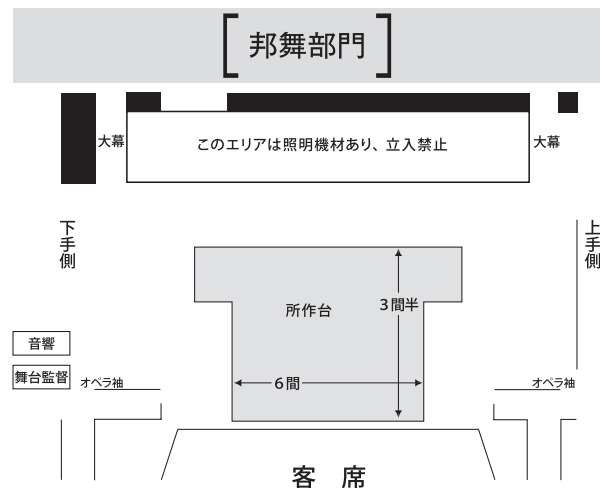 [邦舞部門]
大幕
このエリアは照明機材あり、立入禁止
大幕
下手側
上手側
所作台
3間半
音響
舞台監督
オペラ袖
6間
オペラ袖
客 席